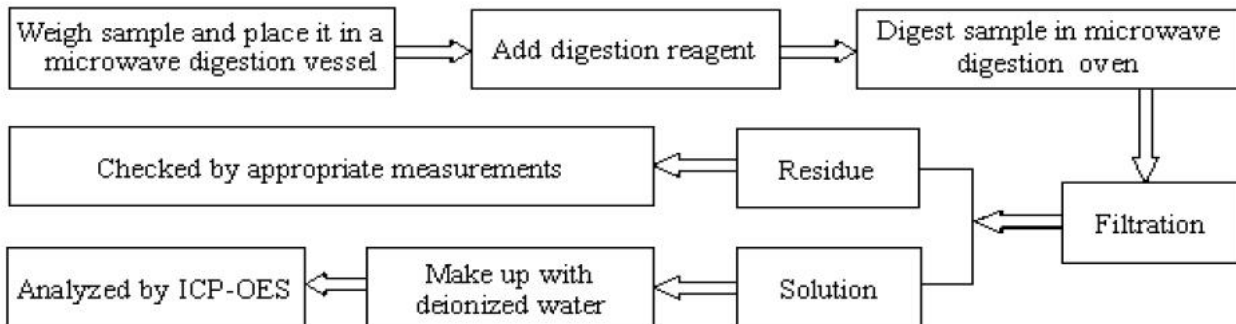 Weigh sample and place it in a
microwave digestion vessel
Add digestion reagent
Digest sample in microwave
digestion oven
Checked by appropriate measurements
Residue
Filtration
Analyzed by ICP-OES
Make up with
deionized water
Solution